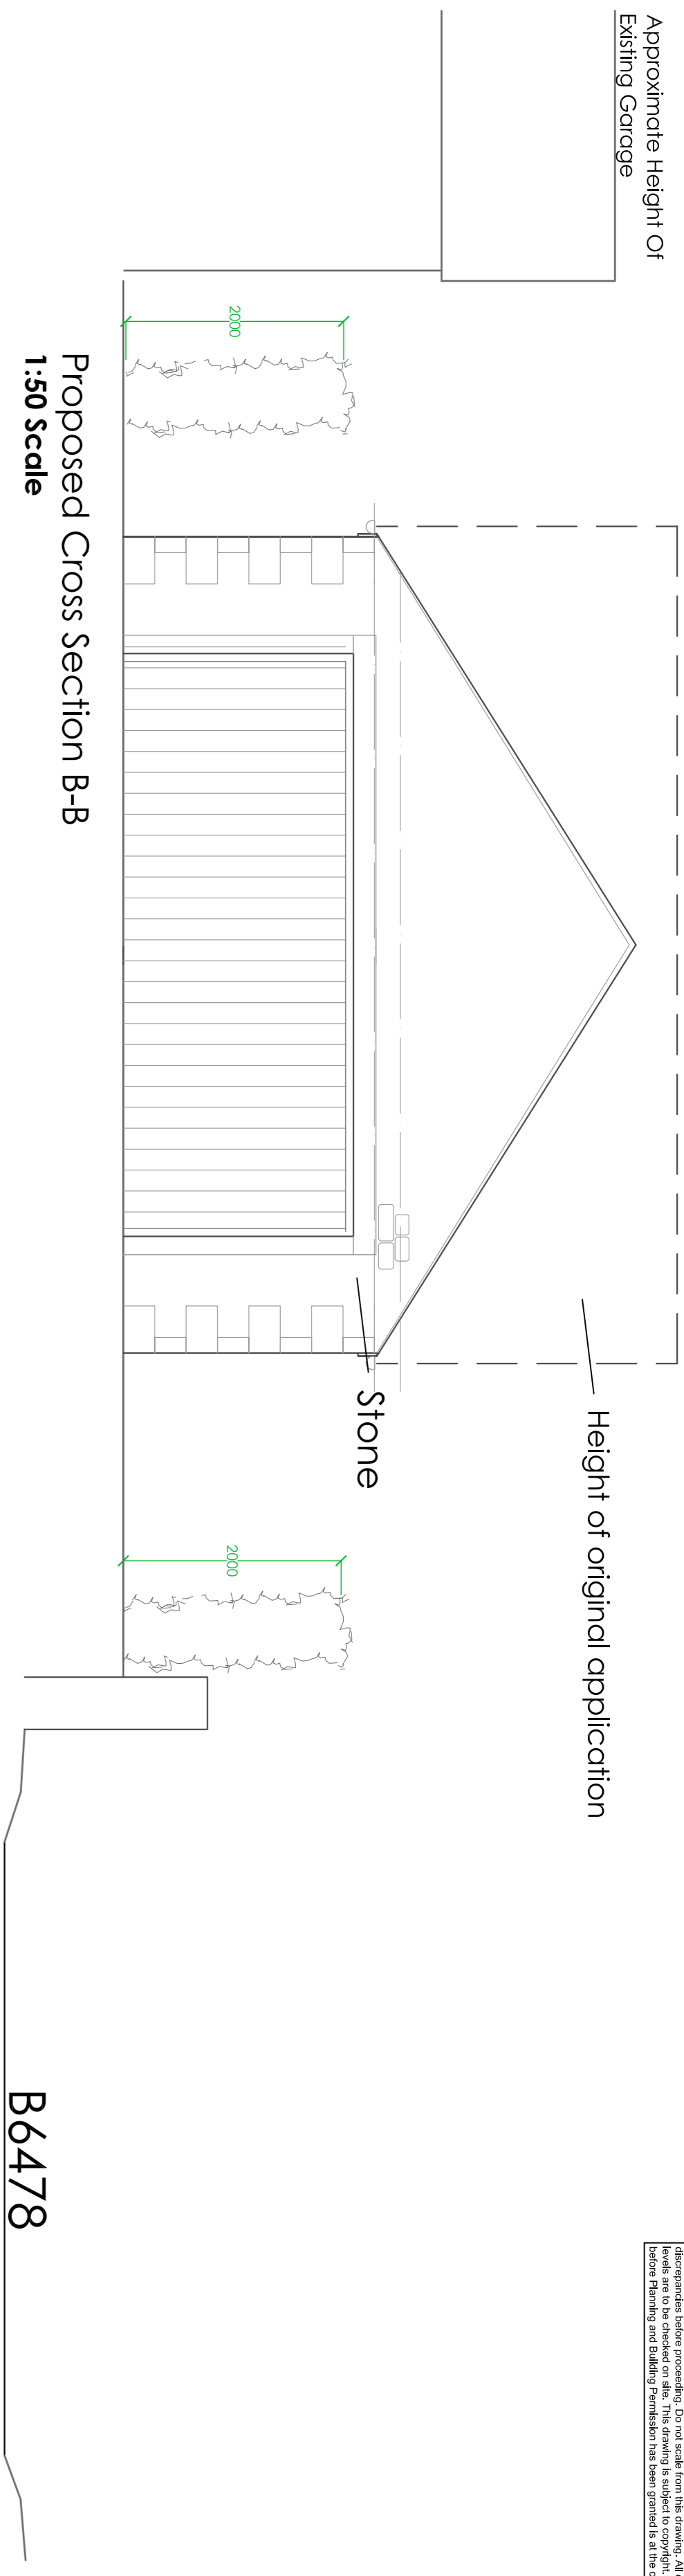 Approximate Height Of
Existing Garage
discrepancies before proceeding. Do not scale from this drawing. All
levels are to be checked on site. This drawing is subject to copyright.
before Planning and Building Permission has been granted is at the
Height of original application
Stone
2000
2000
Proposed Cross Section B-B
1:50 Scale
B6478